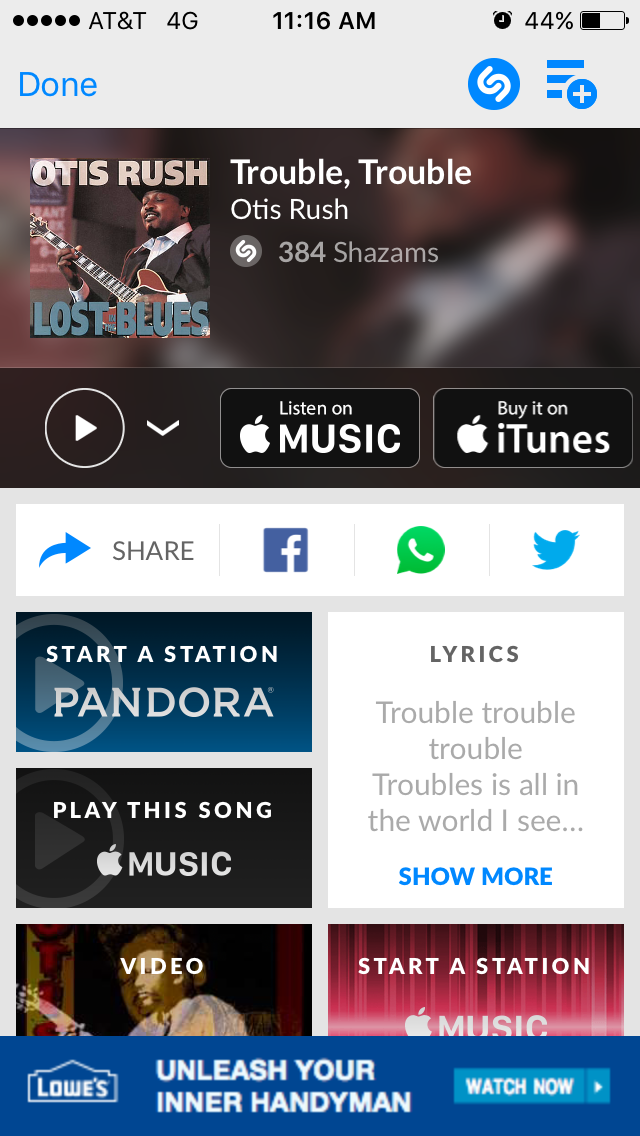 AT&T 4G 11:16 AM 44%
Done
OTIS RUSH
LOST BLUES
Trouble, Trouble
Otis Rush
384 Shazams
Listen on
MUSIC
Buy it on
iTunes
SHARE
START A STATION
PANDORA®
LYRICS
Trouble trouble
trouble
Troubles is all in
the world I see...
SHOW MORE
PLAY THIS SONG
MUSIC
VIDEO
START A STATION
MUSIC
LOWE'S
UNLEASH YOUR
INNER HANDYMAN
WATCH NOW